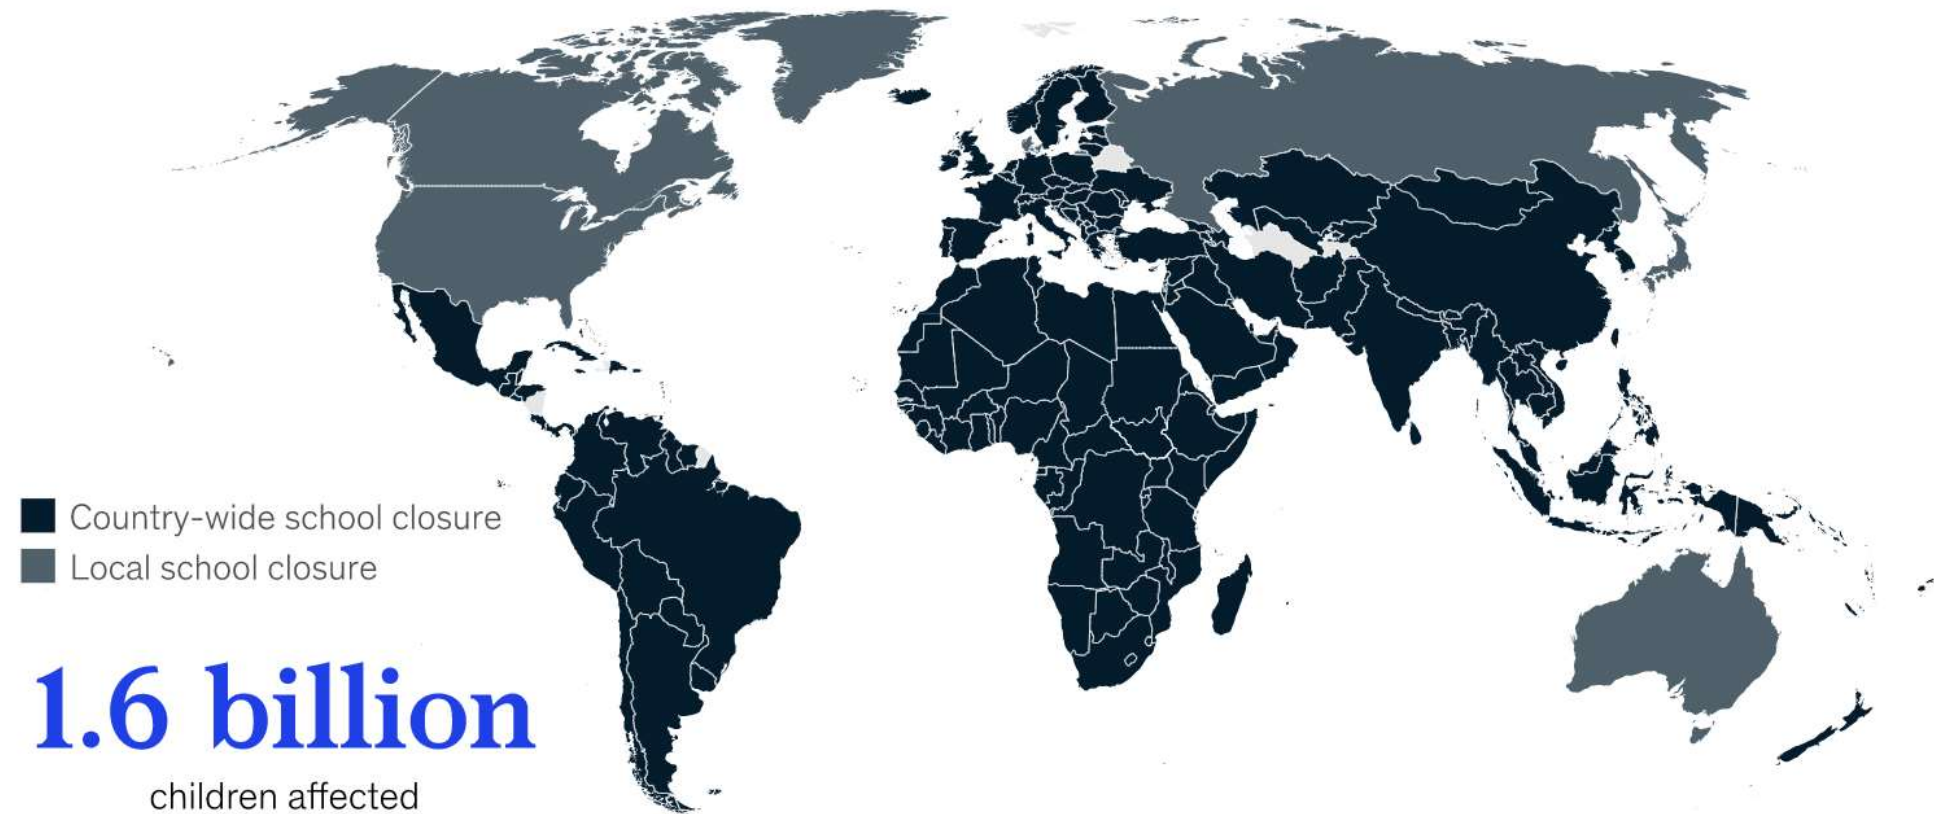 Country-wide school closure
Local school closure
1.6 billion
children affected